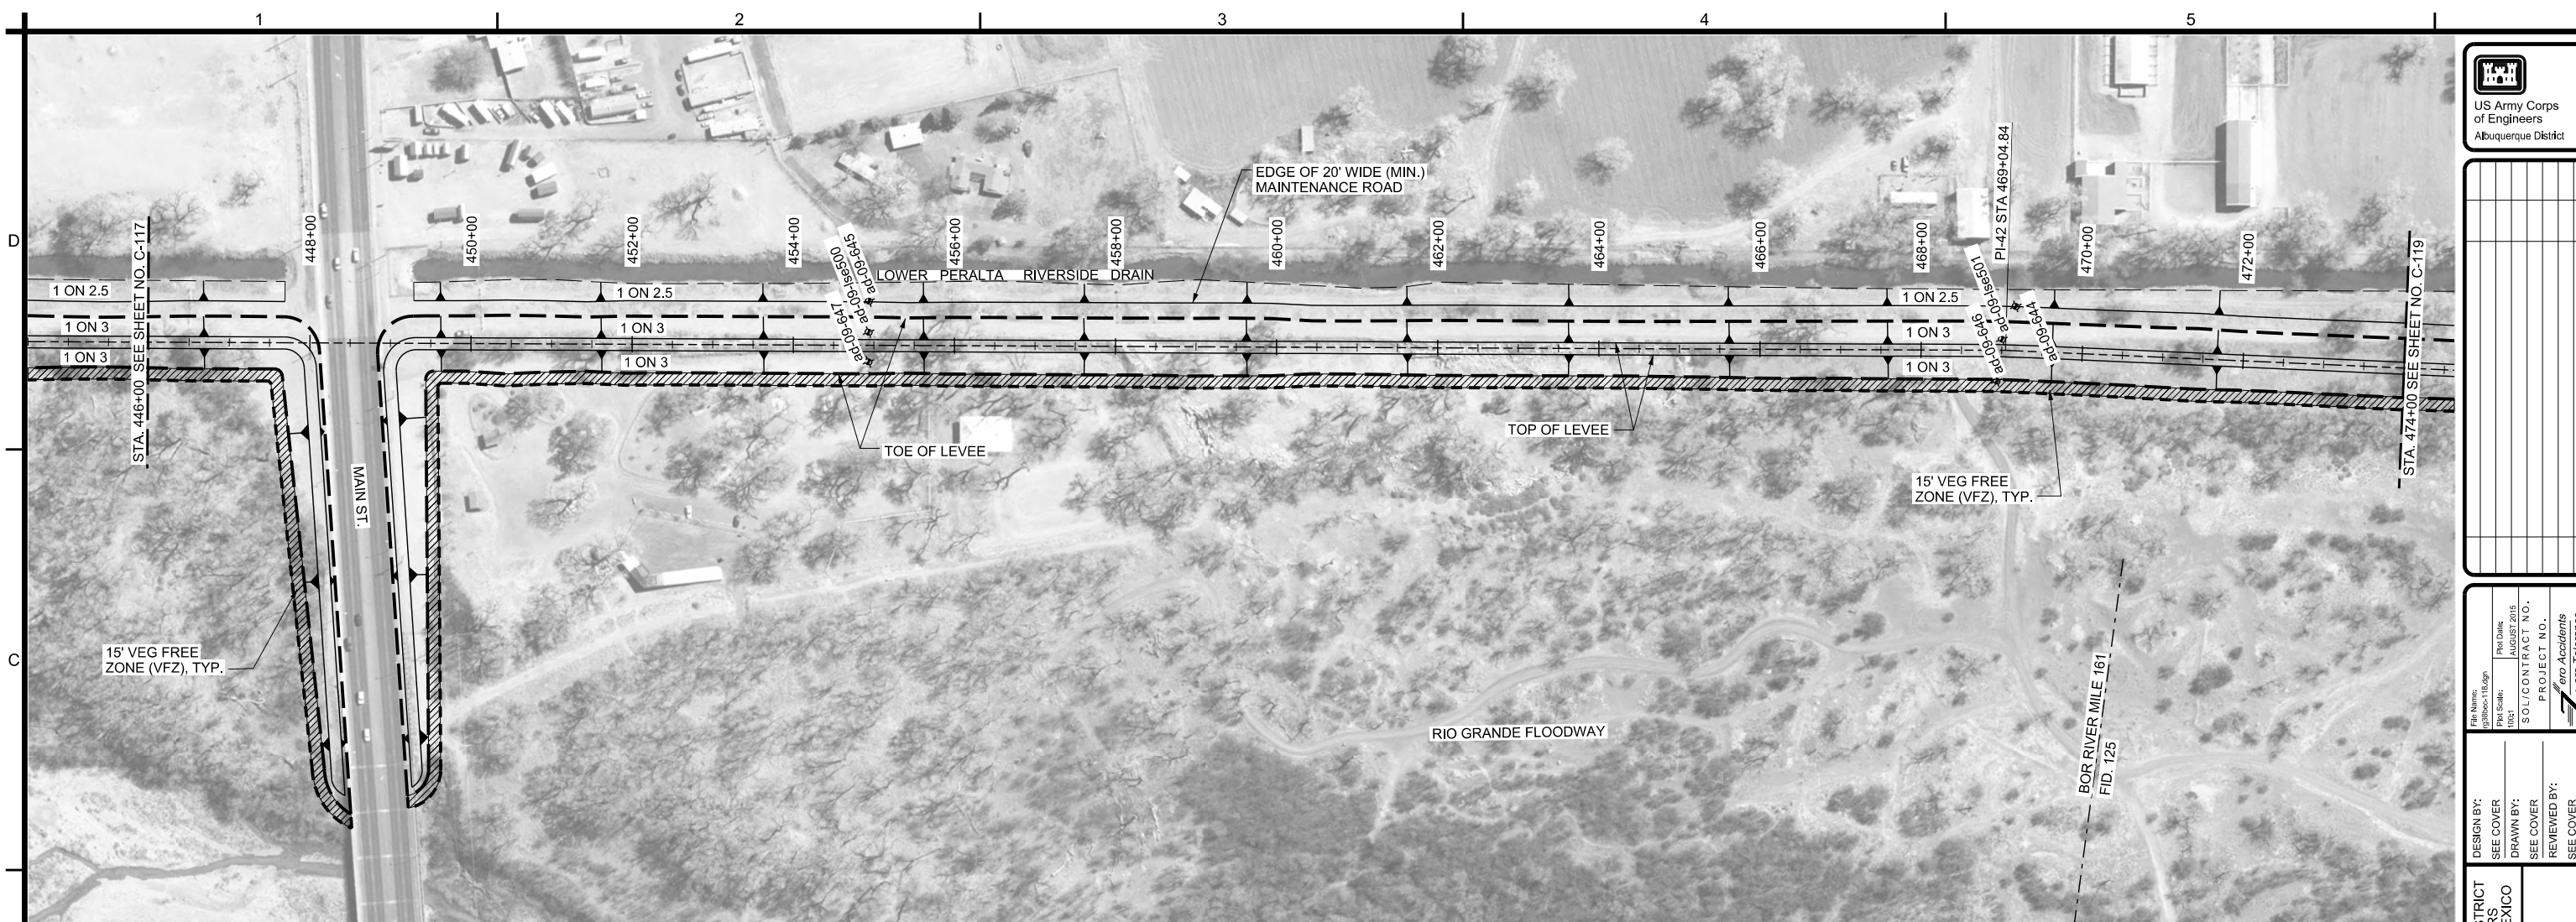 1
2
3
4
5
D
C
US Army Corps
of Engineers
Albuquerque District
STA. 446+00 SEE SHEET NO. C-117
448+00
450+00
452+00
454+00
456+00
458+00
460+00
462+00
464+00
466+00
468+00
PI-42 STA 469+04.84
470+00
472+00
STA. 474+00 SEE SHEET NO. C-119
EDGE OF 20' WIDE (MIN.)
MAINTENANCE ROAD
LOWER PERALTA RIVERSIDE DRAIN
ad-09-645
ad-09-lse500
ad-09-647
ad-09-lse501
ad-09-646
ad-09-644
1 ON 2.5
1 ON 2.5
1 ON 2.5
1 ON 3
1 ON 3
1 ON 3
1 ON 3
1 ON 3
1 ON 3
TOE OF LEVEE
TOP OF LEVEE
MAIN ST.
15' VEG FREE
ZONE (VFZ), TYP.
15' VEG FREE
ZONE (VFZ), TYP.
RIO GRANDE FLOODWAY
BOR RIVER MILE 161
FID. 125
File Name:
Plot Scale:
100:1
Plot Date:
AUGUST 2015
SOL/CONTRACT NO.
PROJECT NO.
Zero Accidents
DESIGN BY:
SEE COVER
DRAWN BY:
SEE COVER
REVIEWED BY:
SEE COVER